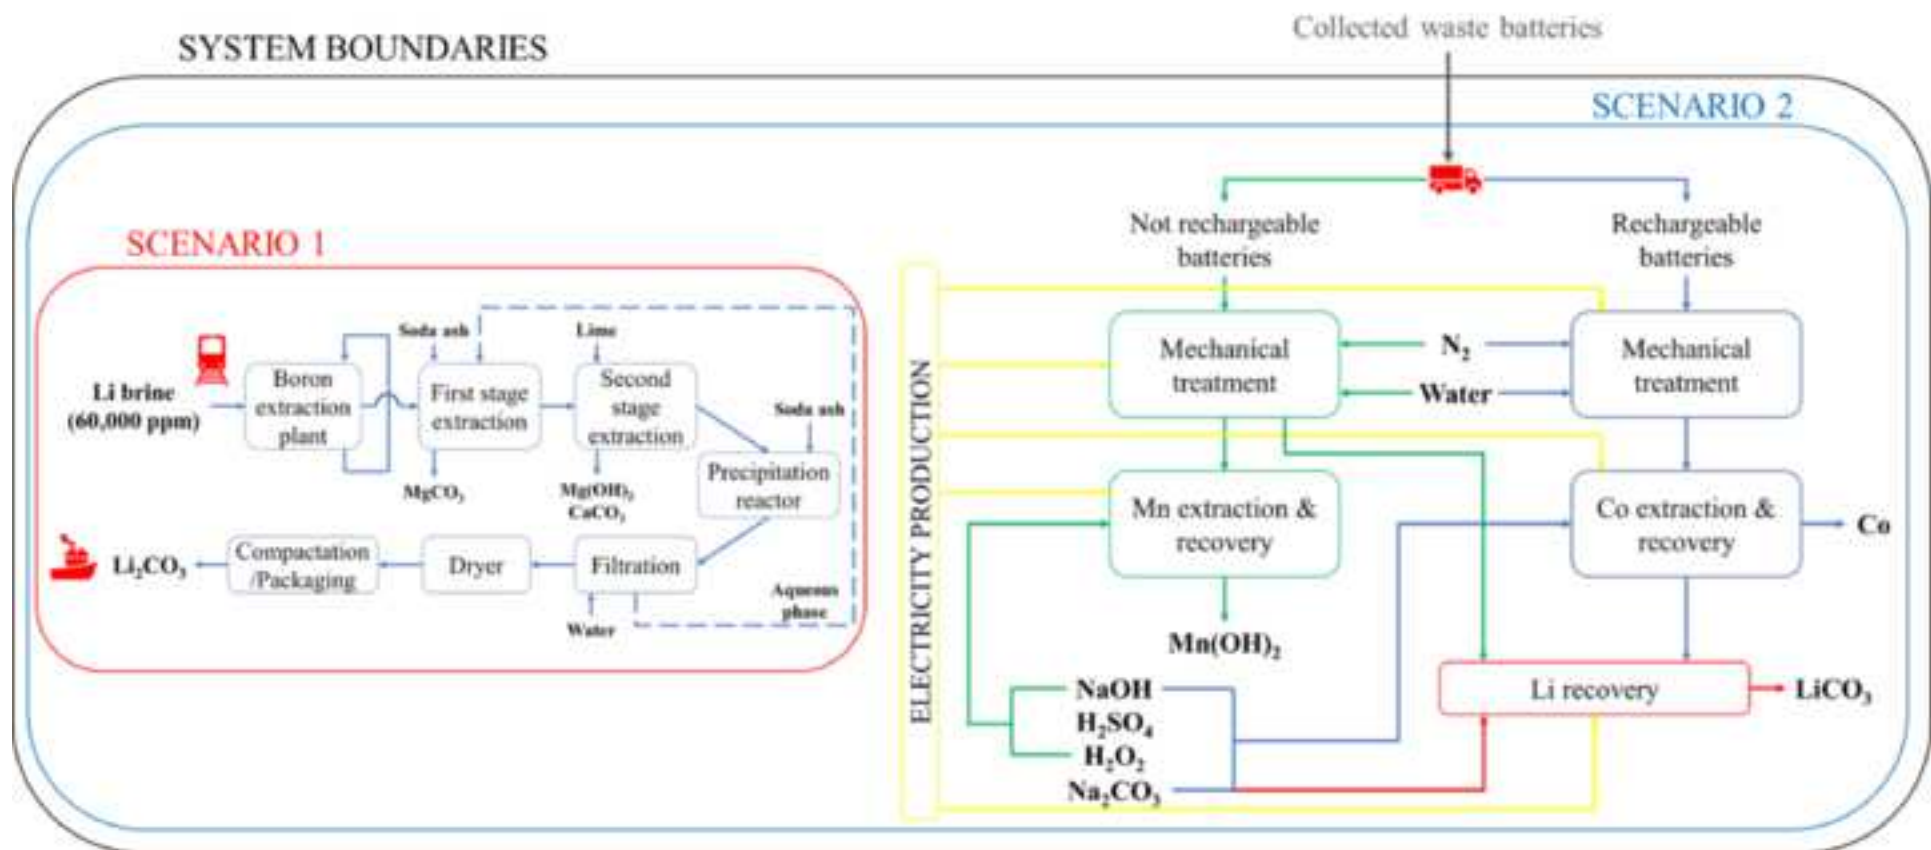 Collected waste batteries
SYSTEM BOUNDARIES
SCENARIO 2
SCENARIO 1
Li brine
(60,000 ppm)
Boron
extraction
plant
Soda ash
First stage
extraction
MgCO₃
Lime
Second
stage
extraction
Mg(OH)₂
CaCO₃
Soda ash
Precipitation
reactor
Filtration
Water
Aqueous
phase
Dryer
Compactation
/Packaging
Li₂CO₃
ELECTRICITY PRODUCTION
Not rechargeable
batteries
Rechargeable
batteries
Mechanical
treatment
N₂
Water
Mechanical
treatment
Mn extraction &
recovery
Co extraction &
recovery
Co
Mn(OH)₂
NaOH
H₂SO₄
H₂O₂
Na₂CO₃
Li recovery
LiCO₃